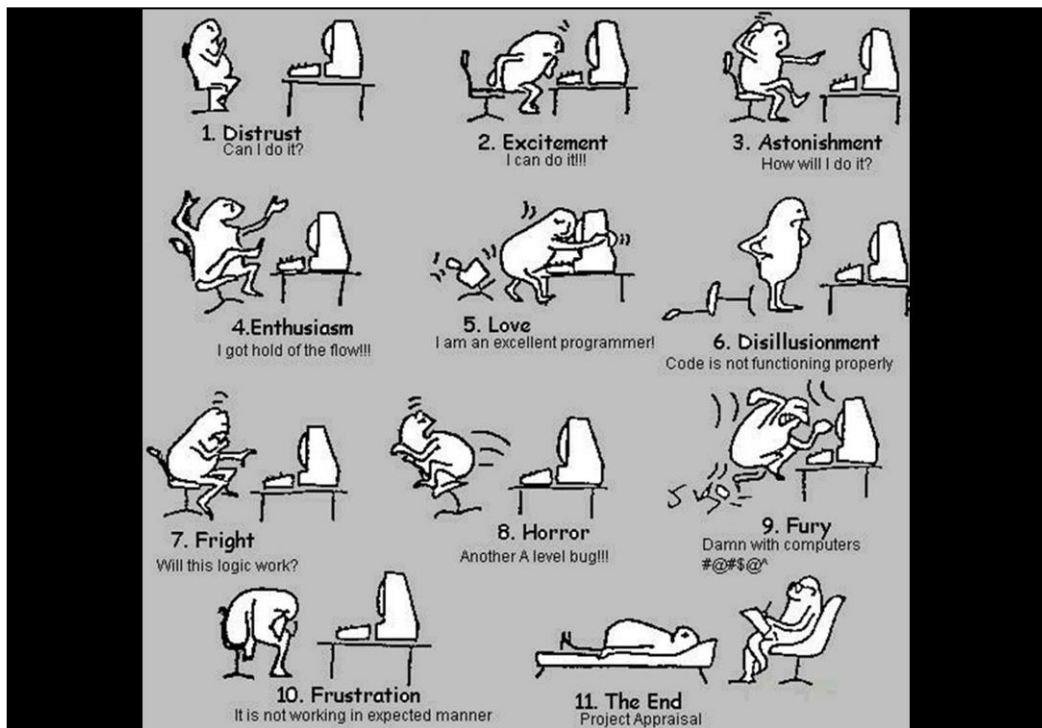 1. Distrust
Can I do it?
2. Excitement
I can do it!!!
3. Astonishment
How will I do it?
4.Enthusiasm
I got hold of the flow!!!
5. Love
I am an excellent programmer!
6. Disillusionment
Code is not functioning properly
7. Fright
Will this logic work?
8. Horror
Another A level bug!!!
9. Fury
Damn with computers
#@#$@^
10. Frustration
It is not working in expected manner
11. The End
Project Appraisal